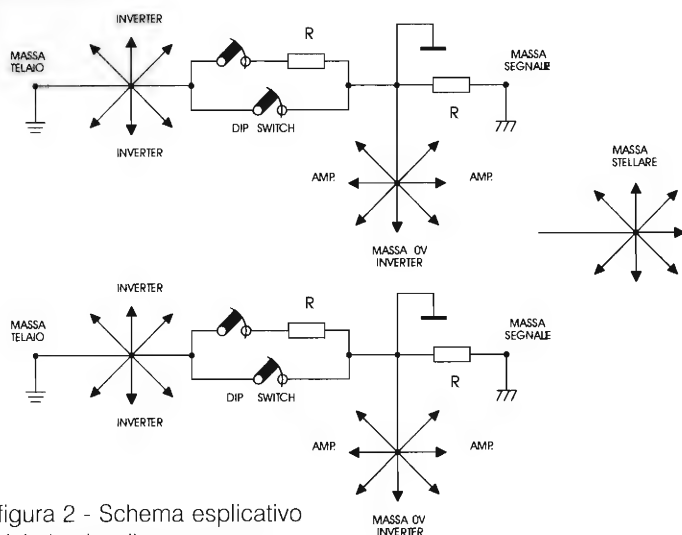 INVERTER
R
MASSA
TELAIO
MASSA
SEGNALE
INVERTER
DIP SWITCH
R
AMP.
AMP.
MASSA 0V
INVERTER
MASSA
STELLARE
INVERTER
R
MASSA
TELAIO
MASSA
SEGNALE
INVERTER
DIP SWITCH
R
AMP.
AMP.
MASSA 0V
INVERTER
figura 2 - Schema esplicativo